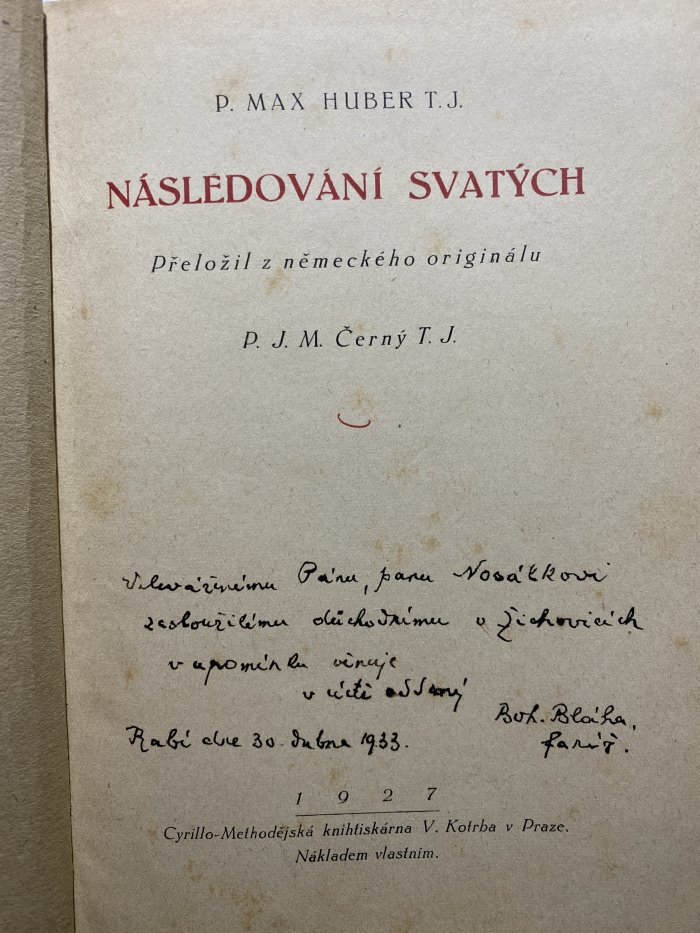 P. MAX HUBER T. J.
NÁSLEDOVÁNÍ SVATÝCH
Přeložil z německého originálu
P. J. M. Černý T. J.
Velevážnému Pánu, panu Nosálkovi
zasloužilému důchodnímu v Žichovicích
v upomínku věnuje
v úctě oddaný
Boh. Bláha,
farář.
Rabí dne 30. dubna 1933.
1 9 2 7
Cyrillo-Methodějská knihtiskárna V. Kotrba v Praze.
Nákladem vlastním.